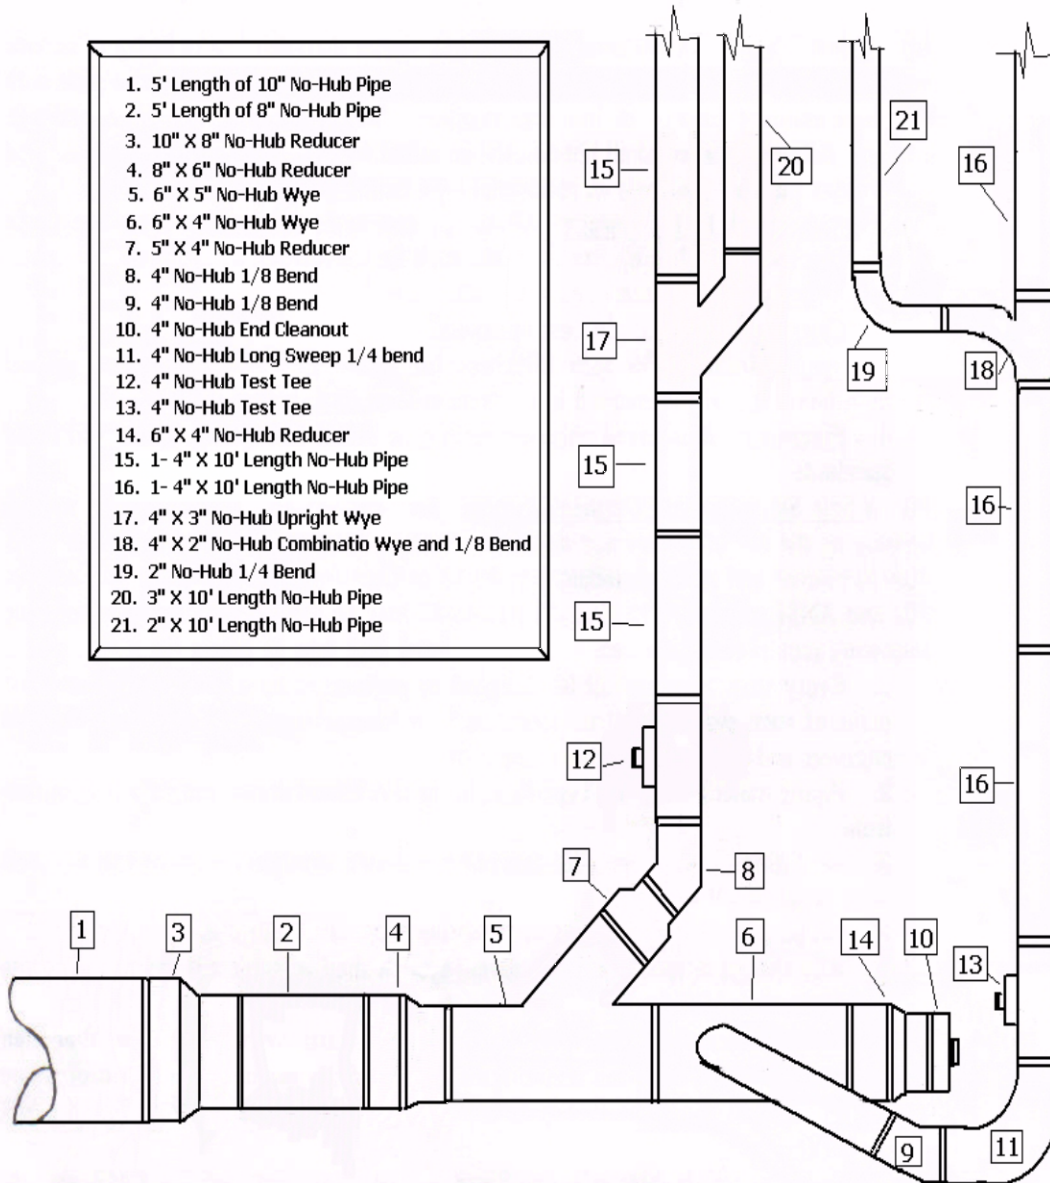 1. 5' Length of 10" No-Hub Pipe
2. 5' Length of 8" No-Hub Pipe
3. 10" X 8" No-Hub Reducer
4. 8" X 6" No-Hub Reducer
5. 6" X 5" No-Hub Wye
6. 6" X 4" No-Hub Wye
7. 5" X 4" No-Hub Reducer
8. 4" No-Hub 1/8 Bend
9. 4" No-Hub 1/8 Bend
10. 4" No-Hub End Cleanout
11. 4" No-Hub Long Sweep 1/4 bend
12. 4" No-Hub Test Tee
13. 4" No-Hub Test Tee
14. 6" X 4" No-Hub Reducer
15. 1- 4" X 10' Length No-Hub Pipe
16. 1- 4" X 10' Length No-Hub Pipe
17. 4" X 3" No-Hub Upright Wye
18. 4" X 2" No-Hub Combinatio Wye and 1/8 Bend
19. 2" No-Hub 1/4 Bend
20. 3" X 10' Length No-Hub Pipe
21. 2" X 10' Length No-Hub Pipe
15
20
21
16
17
19
18
15
16
15
12
16
7
8
1
3
2
4
5
6
14
10
13
9
11